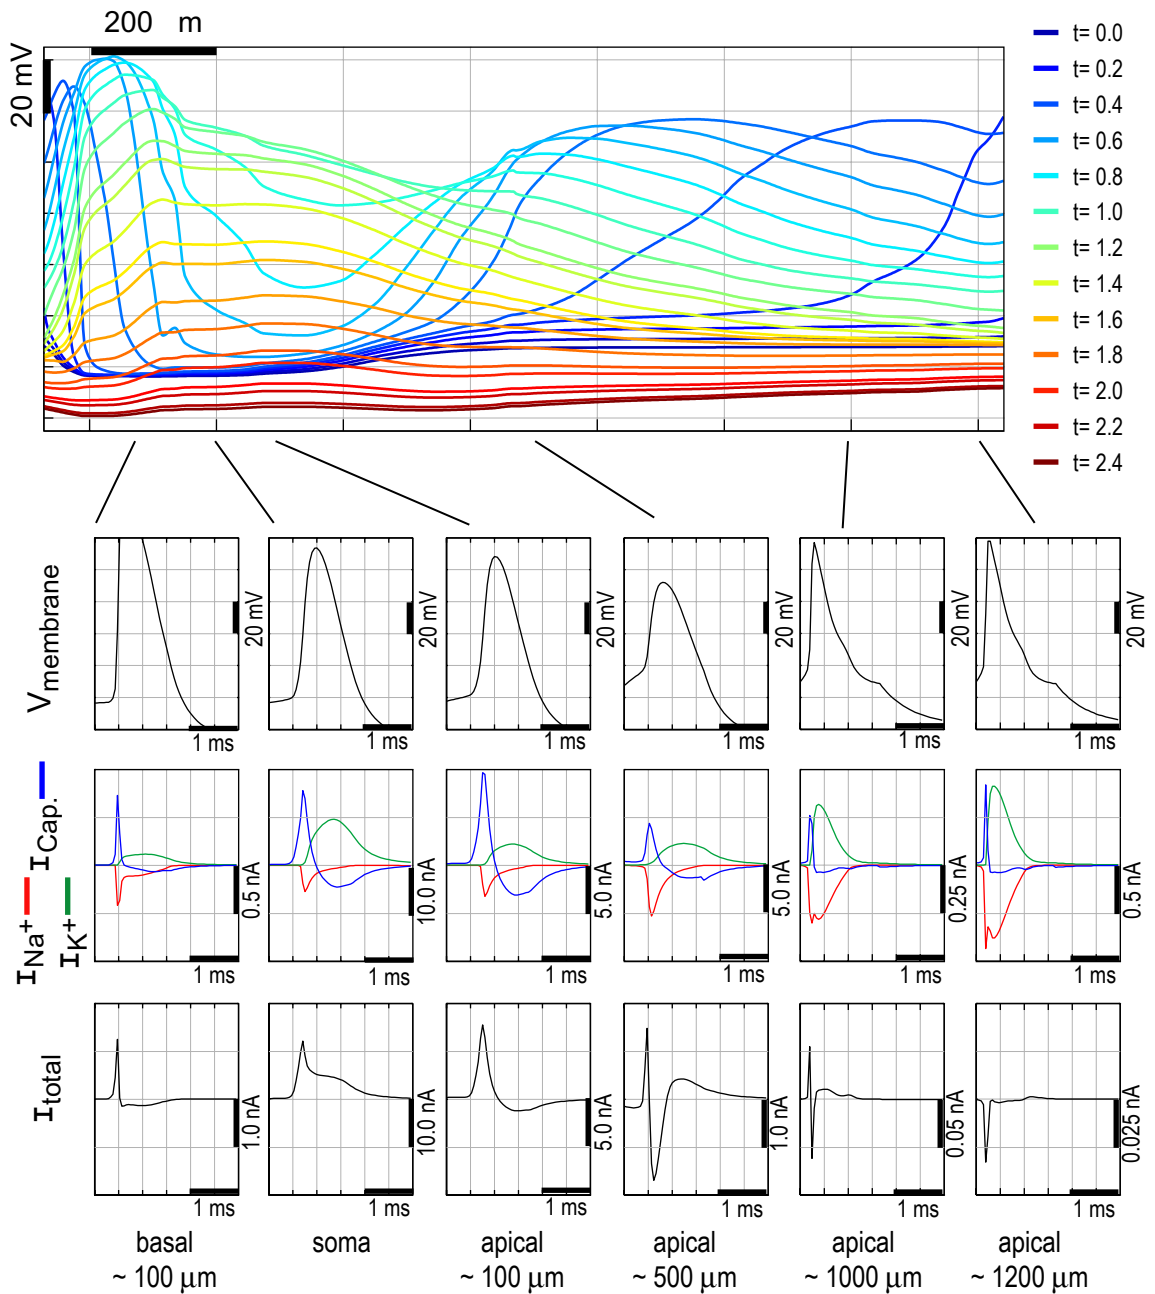 200 m
20 mV
t= 0.0
t= 0.2
t= 0.4
t= 0.6
t= 0.8
t= 1.0
t= 1.2
t= 1.4
t= 1.6
t= 1.8
t= 2.0
t= 2.2
t= 2.4
Vmembrane
20 mV
20 mV
20 mV
20 mV
20 mV
20 mV
1 ms
1 ms
1 ms
1 ms
1 ms
1 ms
INa+
IK+
ICap.
0.5 nA
10.0 nA
5.0 nA
5.0 nA
0.25 nA
0.5 nA
1 ms
1 ms
1 ms
1 ms
1 ms
1 ms
Itotal
1.0 nA
10.0 nA
5.0 nA
1.0 nA
0.05 nA
0.025 nA
1 ms
1 ms
1 ms
1 ms
1 ms
1 ms
basal
~ 100 μm
soma
apical
~ 100 μm
apical
~ 500 μm
apical
~ 1000 μm
apical
~ 1200 μm